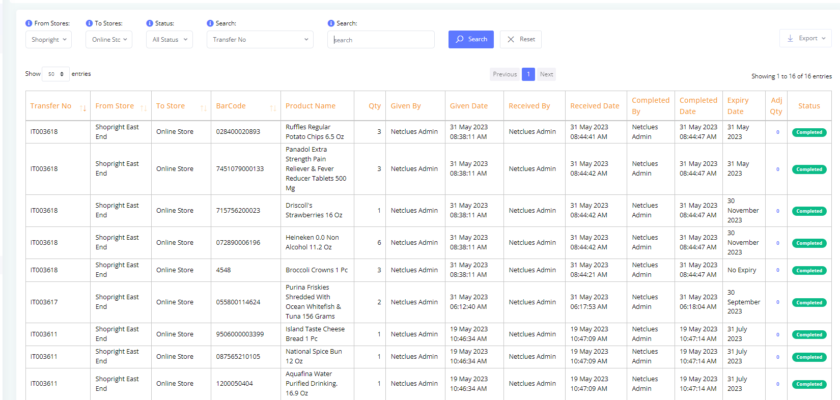 From Stores: To Stores: Status: Search: Search:
Shopright Online Stc All Status Transfer No search Search Reset Export
Show 50 entries Previous 1 Next Showing 1 to 16 of 16 entries
Transfer No From Store To Store BarCode Product Name Qty Given By Given Date Received By Received Date Completed By Completed Date Expiry Date Adj Qty Status
IT003618 Shopright East End Online Store 028400020893 Ruffles Regular Potato Chips 6.5 Oz 3 Netclues Admin 31 May 2023 08:38:11 AM Netclues Admin 31 May 2023 08:44:41 AM Netclues Admin 31 May 2023 08:44:47 AM 31 May 2023 0 Completed
IT003618 Shopright East End Online Store 7451079000133 Panadol Extra Strength Pain Reliever & Fever Reducer Tablets 500 Mg 3 Netclues Admin 31 May 2023 08:38:11 AM Netclues Admin 31 May 2023 08:44:42 AM Netclues Admin 31 May 2023 08:44:47 AM 31 May 2023 0 Completed
IT003618 Shopright East End Online Store 715756200023 Driscoll's Strawberries 16 Oz 1 Netclues Admin 31 May 2023 08:38:11 AM Netclues Admin 31 May 2023 08:44:42 AM Netclues Admin 31 May 2023 08:44:47 AM 30 November 2023 0 Completed
IT003618 Shopright East End Online Store 072890006196 Heineken 0.0 Non Alcohol 11.2 Oz 6 Netclues Admin 31 May 2023 08:38:11 AM Netclues Admin 31 May 2023 08:44:42 AM Netclues Admin 31 May 2023 08:44:47 AM 30 November 2023 0 Completed
IT003618 Shopright East End Online Store 4548 Broccoli Crowns 1 Pc 3 Netclues Admin 31 May 2023 08:38:11 AM Netclues Admin 31 May 2023 08:44:21 AM Netclues Admin 31 May 2023 08:44:47 AM No Expiry 0 Completed
IT003617 Shopright East End Online Store 055800114624 Purina Friskies Shredded With Ocean Whitefish & Tuna 156 Grams 2 Netclues Admin 31 May 2023 06:12:40 AM Netclues Admin 31 May 2023 06:17:53 AM Netclues Admin 31 May 2023 06:18:04 AM 30 September 2023 0 Completed
IT003611 Shopright East End Online Store 9506000003399 Island Taste Cheese Bread 1 Pc 1 Netclues Admin 19 May 2023 10:46:34 AM Netclues Admin 19 May 2023 10:47:09 AM Netclues Admin 19 May 2023 10:47:14 AM 31 July 2023 0 Completed
IT003611 Shopright East End Online Store 087565210105 National Spice Bun 12 Oz 1 Netclues Admin 19 May 2023 10:46:34 AM Netclues Admin 19 May 2023 10:47:09 AM Netclues Admin 19 May 2023 10:47:14 AM 31 July 2023 0 Completed
IT003611 Shopright East End Online Store 1200050404 Aquafina Water Purified Drinking. 16.9 Oz 1 Netclues Admin 19 May 2023 10:46:34 AM Netclues Admin 19 May 2023 10:47:09 AM Netclues Admin 19 May 2023 10:47:14 AM 31 July 2023 0 Completed